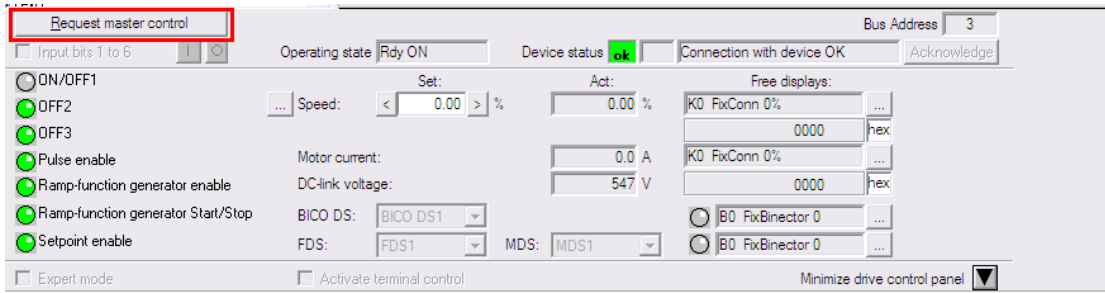 Request master control
Bus Address 3
Input bits 1 to 6 I O Operating state Rdy ON Device status ok Connection with device OK Acknowledge
ON/OFF1 Set: Act: Free displays:
OFF2 ... Speed: < 0.00 > % 0.00 % K0 FixConn 0% ...
OFF3 0000 hex
Pulse enable Motor current: 0.0 A K0 FixConn 0% ...
Ramp-function generator enable DC-link voltage: 547 V 0000 hex
Ramp-function generator Start/Stop BICO DS: BICO DS1 B0 FixBinector 0 ...
Setpoint enable FDS: FDS1 MDS: MDS1 B0 FixBinector 0 ...
Expert mode Activate terminal control Minimize drive control panel